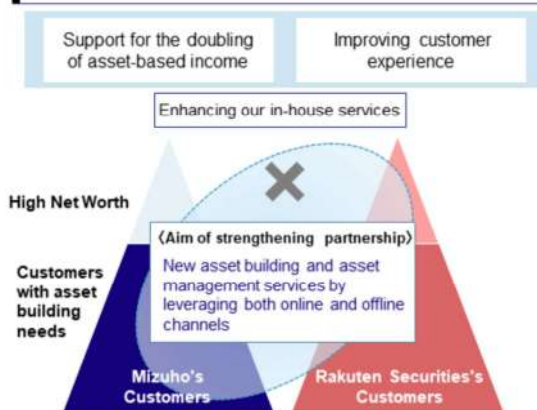 Support for the doubling
of asset-based income
Improving customer
experience
Enhancing our in-house services
High Net Worth
〈Aim of strengthening partnership〉
New asset building and asset
management services by
leveraging both online and offline
channels
Customers
with asset
building
needs
Mizuho's
Customers
Rakuten Securities's
Customers